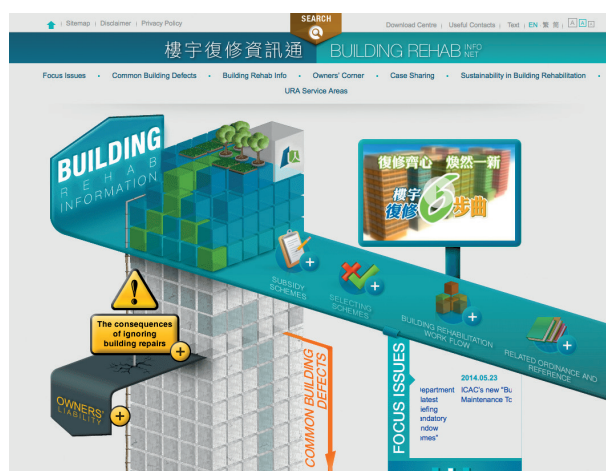 Sitemap | Disclaimer | Privacy Policy
SEARCH
Download Centre | Useful Contacts | Text | EN 繁 简 | A A A
樓宇復修資訊通 BUILDING REHAB INFO NET
Focus Issues · Common Building Defects · Building Rehab Info · Owners' Corner · Case Sharing · Sustainability in Building Rehabilitation ·
URA Service Areas
BUILDING
REHAB
INFORMATION
復修齊心 煥然一新
樓宇
復修6步曲
SUBSIDY
SCHEMES
SELECTING
SCHEMES
BUILDING REHABILITATION
WORK FLOW
RELATED ORDINANCE AND
REFERENCE
The consequences
of ignoring
building repairs
OWNERS'
LIABILITY
COMMON BUILDING
DEFECTS
FOCUS ISSUES
2014.05.23
epartment ICAC's new "Bu
latest Maintenance To
iefing
andatory
indow
emes"